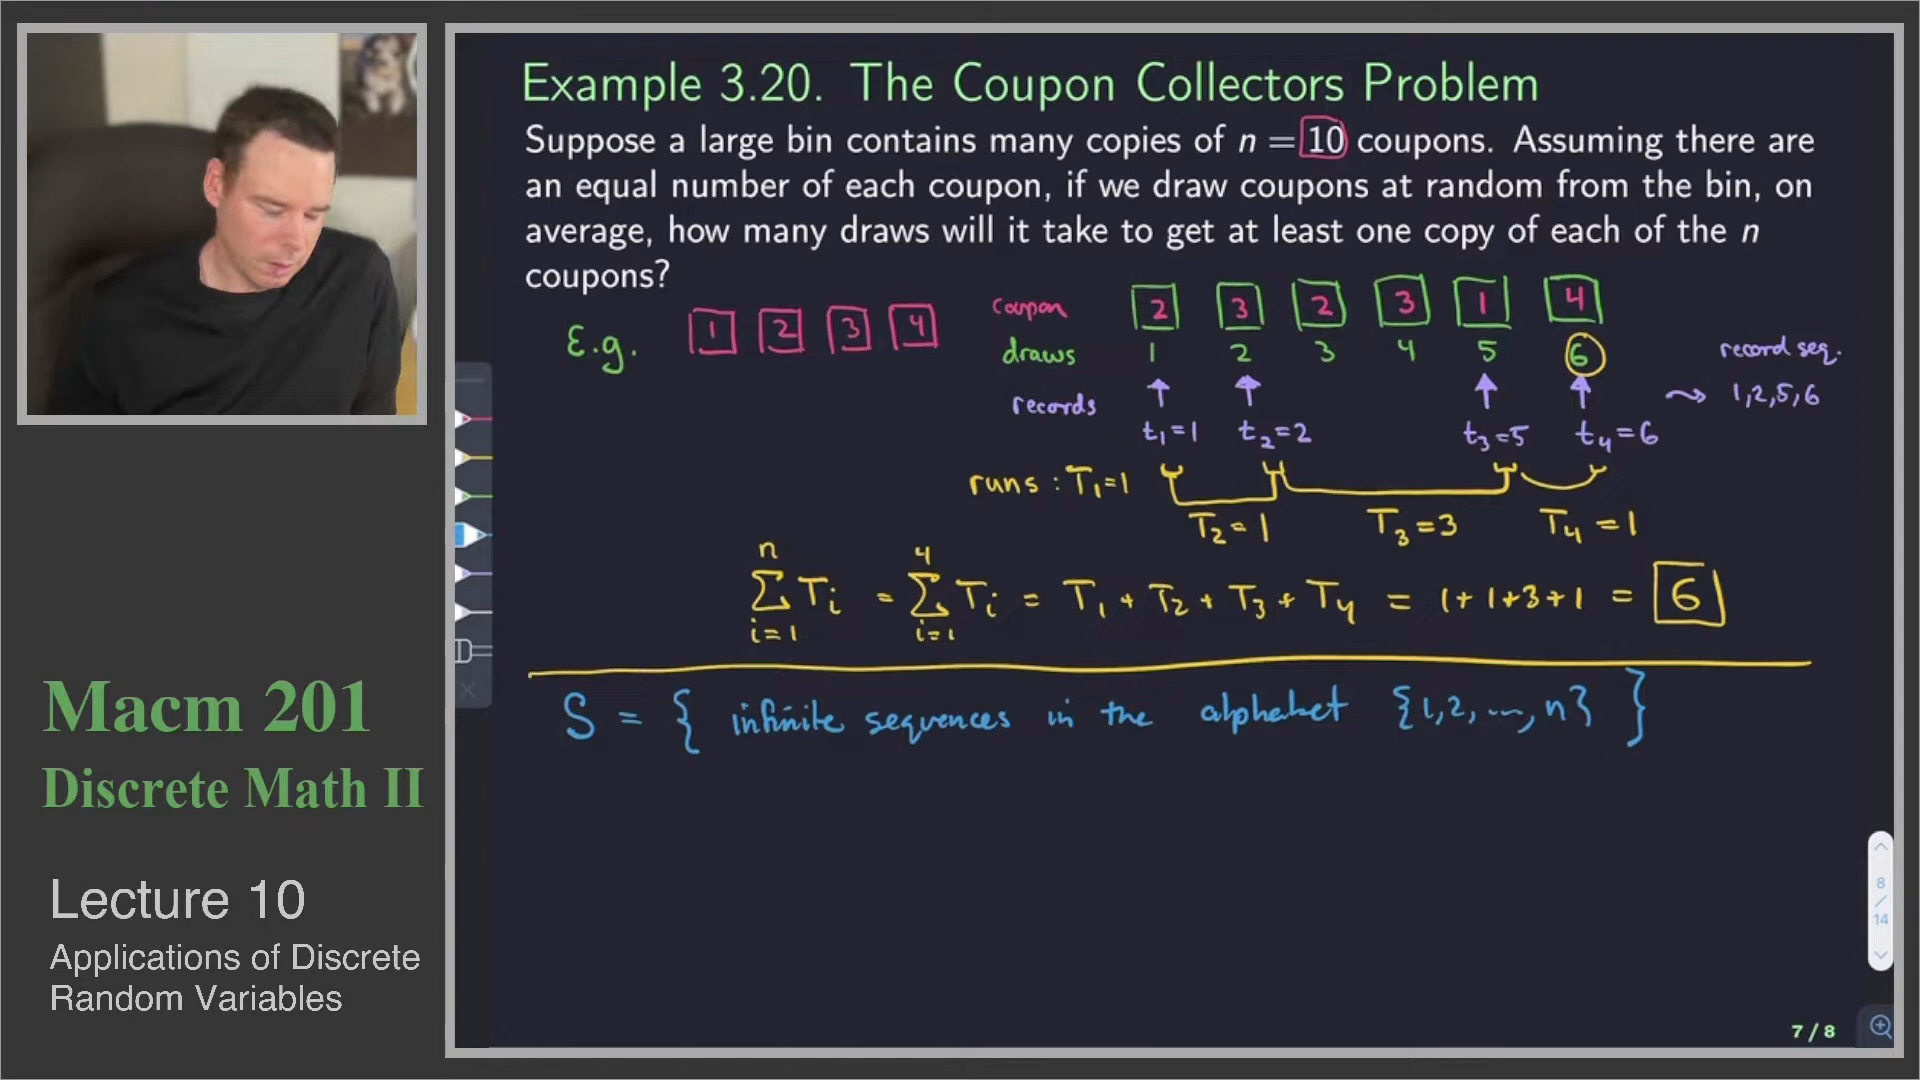 Example 3.20. The Coupon Collectors Problem
Suppose a large bin contains many copies of n = 10 coupons. Assuming there are
an equal number of each coupon, if we draw coupons at random from the bin, on
average, how many draws will it take to get at least one copy of each of the n
coupons?
E.g. 1 2 3 4
coupon 2 3 2 3 1 4
draws 1 2 3 4 5 6
record seq.
records
⇝ 1,2,5,6
t₁=1 t₂=2 t₃=5 t₄=6
runs: T₁=1
T₂=1 T₃=3 T₄=1
n ∑ i=1 Tᵢ = 4 ∑ i=1 Tᵢ = T₁ + T₂ + T₃ + T₄ = 1+1+3+1 = 6
S = { infinite sequences in the alphabet {1,2,...,n} }
Macm 201
Discrete Math II
Lecture 10
Applications of Discrete
Random Variables
8
/
14
7 / 8